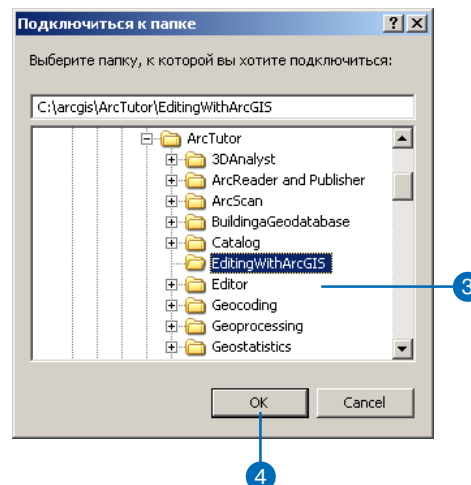 Подключиться к папке
Выберите папку, к которой вы хотите подключиться:
C:\arcgis\ArcTutor\EditingWithArcGIS
ArcTutor
3DAnalyst
ArcReader and Publisher
ArcScan
BuildingaGeodatabase
Catalog
EditingWithArcGIS
Editor
3
Geocoding
Geoprocessing
Geostatistics
OK
Cancel
4